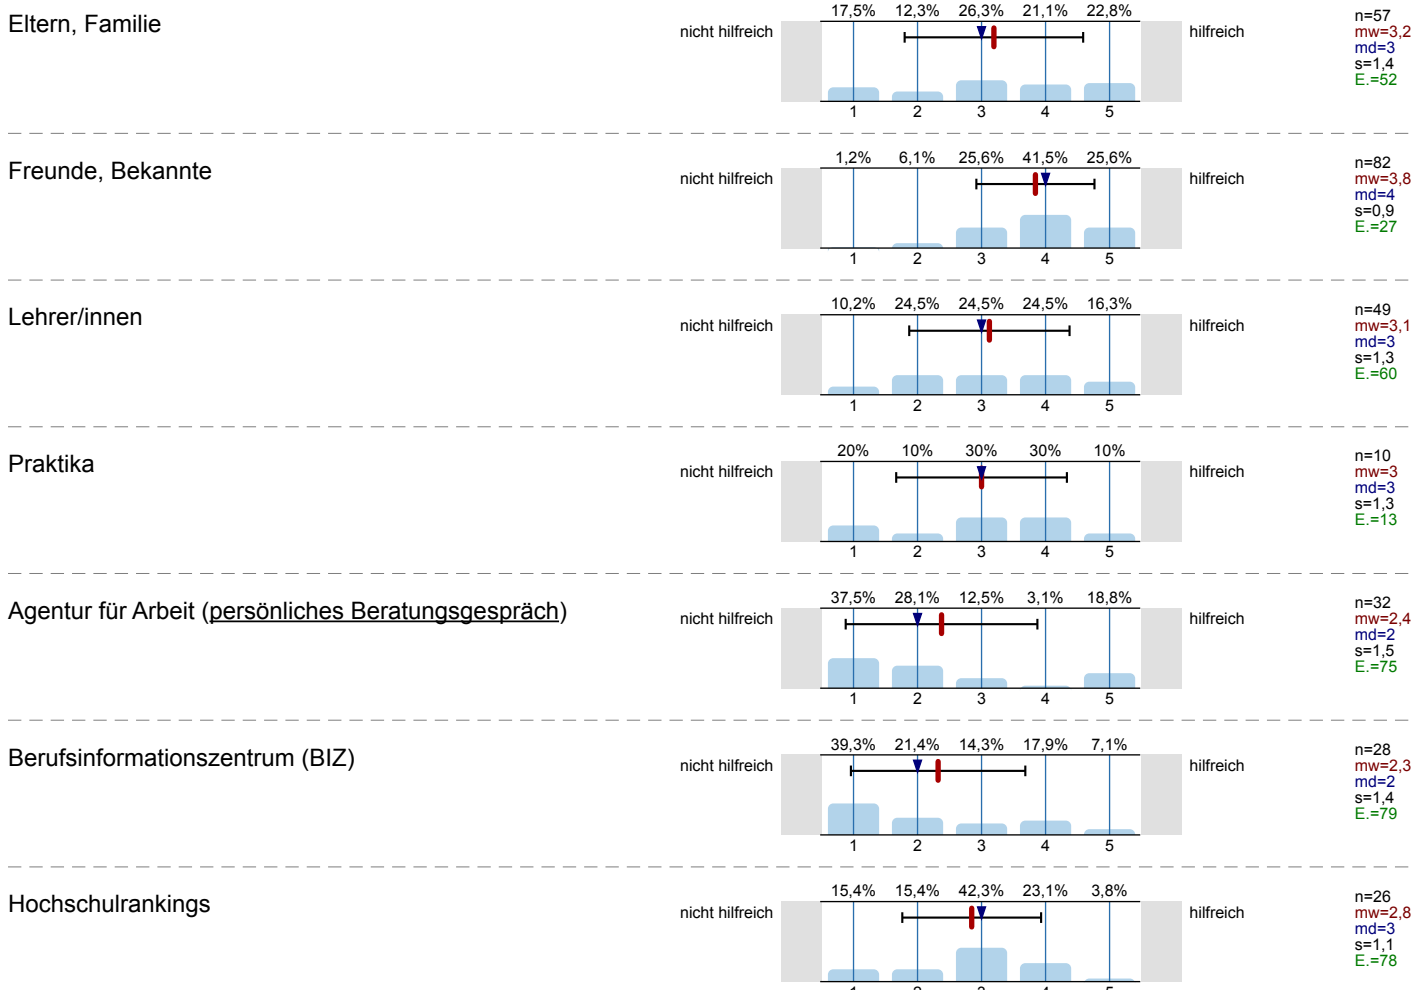 Eltern, Familie
nicht hilfreich
17,5% 12,3% 26,3% 21,1% 22,8%
1 2 3 4 5
hilfreich
n=57
mw=3,2
md=3
s=1,4
E.=52
Freunde, Bekannte
nicht hilfreich
1,2% 6,1% 25,6% 41,5% 25,6%
1 2 3 4 5
hilfreich
n=82
mw=3,8
md=4
s=0,9
E.=27
Lehrer/innen
nicht hilfreich
10,2% 24,5% 24,5% 24,5% 16,3%
1 2 3 4 5
hilfreich
n=49
mw=3,1
md=3
s=1,3
E.=60
Praktika
nicht hilfreich
20% 10% 30% 30% 10%
1 2 3 4 5
hilfreich
n=10
mw=3
md=3
s=1,3
E.=13
Agentur für Arbeit (persönliches Beratungsgespräch)
nicht hilfreich
37,5% 28,1% 12,5% 3,1% 18,8%
1 2 3 4 5
hilfreich
n=32
mw=2,4
md=2
s=1,5
E.=75
Berufsinformationszentrum (BIZ)
nicht hilfreich
39,3% 21,4% 14,3% 17,9% 7,1%
1 2 3 4 5
hilfreich
n=28
mw=2,3
md=2
s=1,4
E.=79
Hochschulrankings
nicht hilfreich
15,4% 15,4% 42,3% 23,1% 3,8%
1 2 3 4 5
hilfreich
n=26
mw=2,8
md=3
s=1,1
E.=78